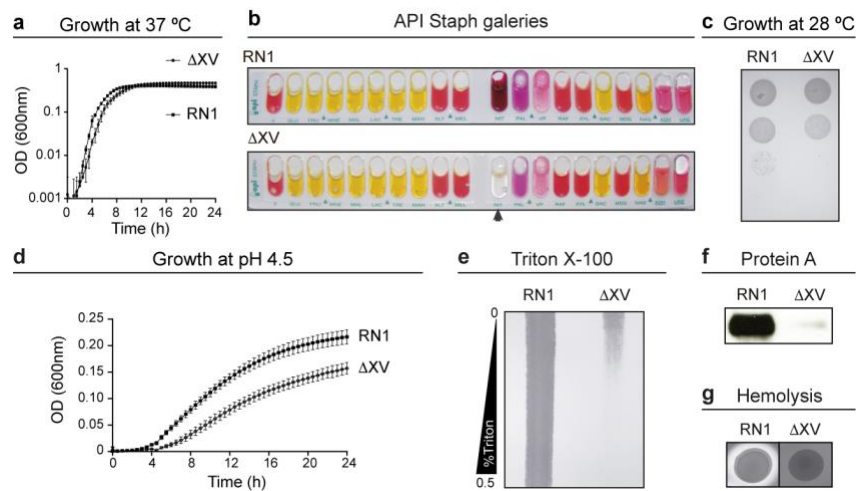 a Growth at 37 ºC
ΔXV
RN1
OD (600nm)
1
0.1
0.01
0.001
0 4 8 12 16 20 24
Time (h)
b API Staph galeries
RN1
ΔXV
c Growth at 28 ºC
RN1 ΔXV
d Growth at pH 4.5
RN1
ΔXV
OD (600nm)
0.25
0.20
0.15
0.10
0.05
0
0 4 8 12 16 20 24
Time (h)
e Triton X-100
RN1 ΔXV
0
%Triton
0.5
f Protein A
RN1 ΔXV
g Hemolysis
RN1 ΔXV